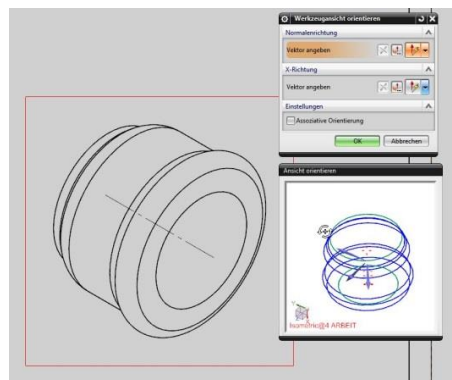 Werkzeugansicht orientieren
Normalenrichtung
Vektor angeben
X-Richtung
Vektor angeben
Einstellungen
Assoziative Orientierung
OK Abbrechen
Ansicht orientieren
Isometric@4 ARBEIT